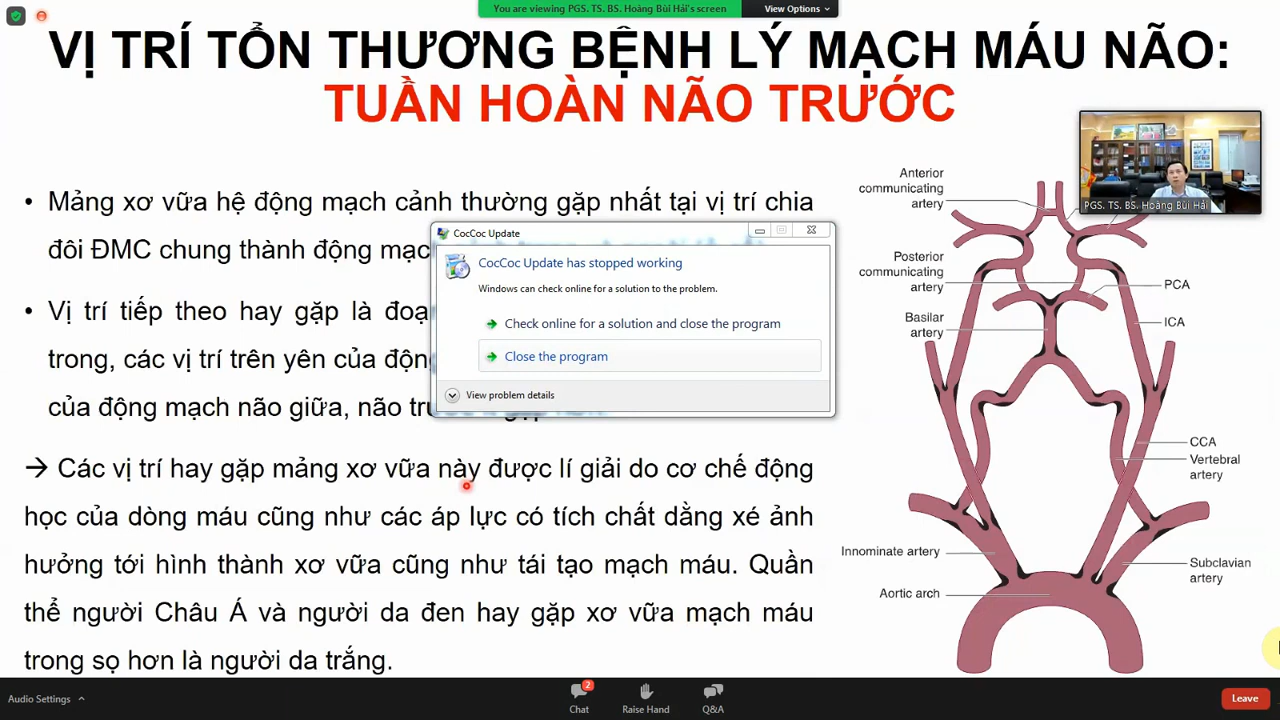 You are viewing PGS. TS. BS. Hoàng Bùi Hải's screen
View Options
VỊ TRÍ TỔN THƯƠNG BỆNH LÝ MẠCH MÁU NÃO:
TUẦN HOÀN NÃO TRƯỚC
PGS. TS. BS. Hoàng Bùi Hải
• Mảng xơ vữa hệ động mạch cảnh thường gặp nhất tại vị trí chia
đôi ĐMC chung thành động
• Vị trí tiếp theo hay gặp là
trong, các vị trí trên yên của
của động mạch não giữa, não
→ Các vị trí hay gặp mảng xơ vữa này được lí giải do cơ chế động
học của dòng máu cũng như các áp lực có tích chất dằng xé ảnh
hưởng tới hình thành xơ vữa cũng như tái tạo mạch máu. Quần
thể người Châu Á và người da đen hay gặp xơ vữa mạch máu
trong sọ hơn là người da trắng.
CocCoc Update
CocCoc Update has stopped working
Windows can check online for a solution to the problem.
Check online for a solution and close the program
Close the program
View problem details
Anterior
communicating
artery
Posterior
communicating
artery
Basilar
artery
PCA
ICA
CCA
Vertebral
artery
Innominate artery
Subclavian
artery
Aortic arch
Audio Settings
2
Chat
Raise Hand
Q&A
Leave